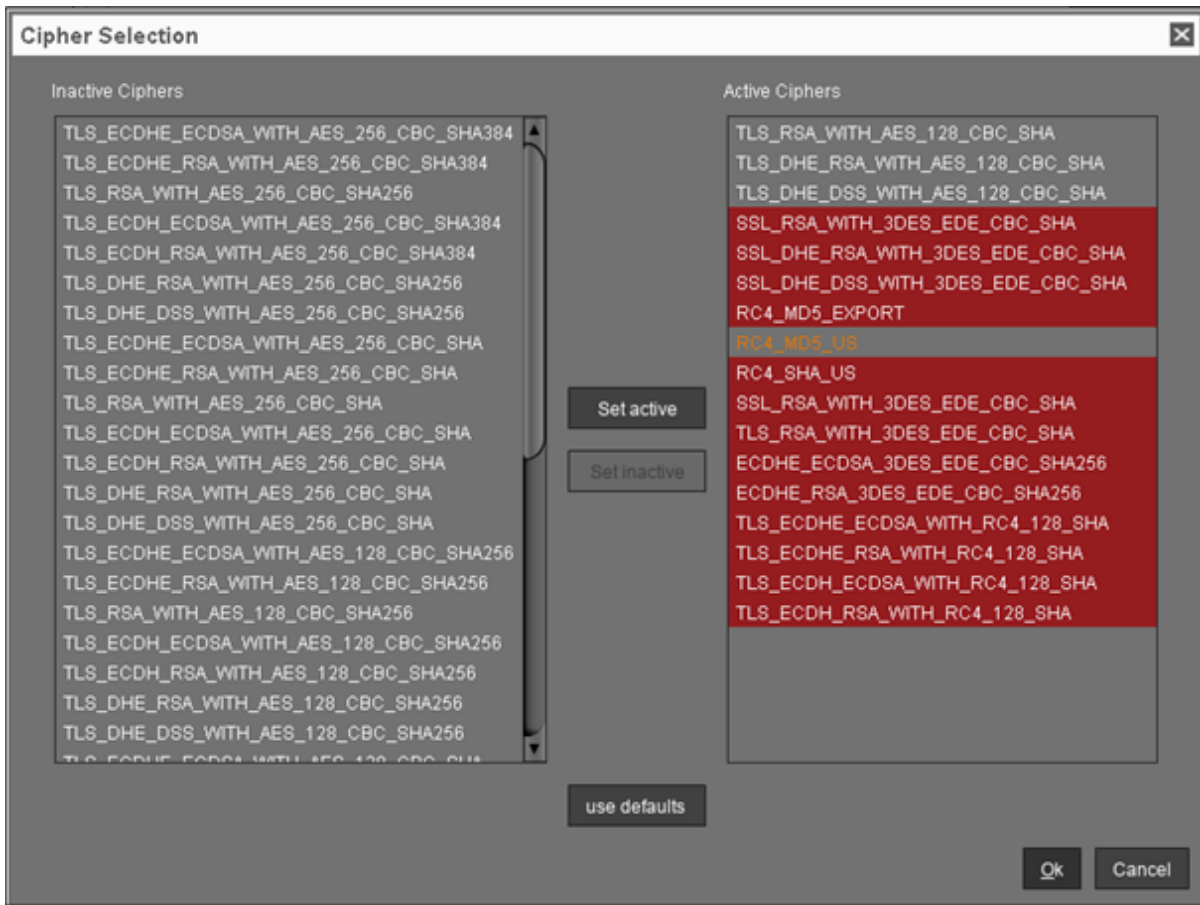 Cipher Selection
Inactive Ciphers
TLS_ECDHE_ECDSA_WITH_AES_256_CBC_SHA384
TLS_ECDHE_RSA_WITH_AES_256_CBC_SHA384
TLS_RSA_WITH_AES_256_CBC_SHA256
TLS_ECDH_ECDSA_WITH_AES_256_CBC_SHA384
TLS_ECDH_RSA_WITH_AES_256_CBC_SHA384
TLS_DHE_RSA_WITH_AES_256_CBC_SHA256
TLS_DHE_DSS_WITH_AES_256_CBC_SHA256
TLS_ECDHE_ECDSA_WITH_AES_256_CBC_SHA
TLS_ECDHE_RSA_WITH_AES_256_CBC_SHA
TLS_RSA_WITH_AES_256_CBC_SHA
TLS_ECDH_ECDSA_WITH_AES_256_CBC_SHA
TLS_ECDH_RSA_WITH_AES_256_CBC_SHA
TLS_DHE_RSA_WITH_AES_256_CBC_SHA
TLS_DHE_DSS_WITH_AES_256_CBC_SHA
TLS_ECDHE_ECDSA_WITH_AES_128_CBC_SHA256
TLS_ECDHE_RSA_WITH_AES_128_CBC_SHA256
TLS_RSA_WITH_AES_128_CBC_SHA256
TLS_ECDH_ECDSA_WITH_AES_128_CBC_SHA256
TLS_ECDH_RSA_WITH_AES_128_CBC_SHA256
TLS_DHE_RSA_WITH_AES_128_CBC_SHA256
TLS_DHE_DSS_WITH_AES_128_CBC_SHA256
TLS_ECDHE_ECDSA_WITH_AES_128_CBC_SHA
Set active
Set inactive
use defaults
Active Ciphers
TLS_RSA_WITH_AES_128_CBC_SHA
TLS_DHE_RSA_WITH_AES_128_CBC_SHA
TLS_DHE_DSS_WITH_AES_128_CBC_SHA
SSL_RSA_WITH_3DES_EDE_CBC_SHA
SSL_DHE_RSA_WITH_3DES_EDE_CBC_SHA
SSL_DHE_DSS_WITH_3DES_EDE_CBC_SHA
RC4_MD5_EXPORT
RC4_MD5_US
RC4_SHA_US
SSL_RSA_WITH_3DES_EDE_CBC_SHA
TLS_RSA_WITH_3DES_EDE_CBC_SHA
ECDHE_ECDSA_3DES_EDE_CBC_SHA256
ECDHE_RSA_3DES_EDE_CBC_SHA256
TLS_ECDHE_ECDSA_WITH_RC4_128_SHA
TLS_ECDHE_RSA_WITH_RC4_128_SHA
TLS_ECDH_ECDSA_WITH_RC4_128_SHA
TLS_ECDH_RSA_WITH_RC4_128_SHA
Ok
Cancel